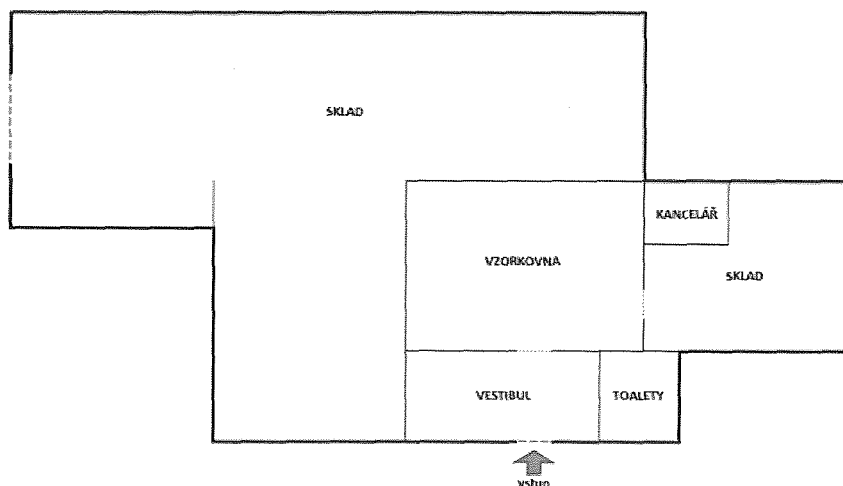 SKLAD
KANCELÁŘ
VZORKOVNA
SKLAD
VESTIBUL
TOALETY
vstup